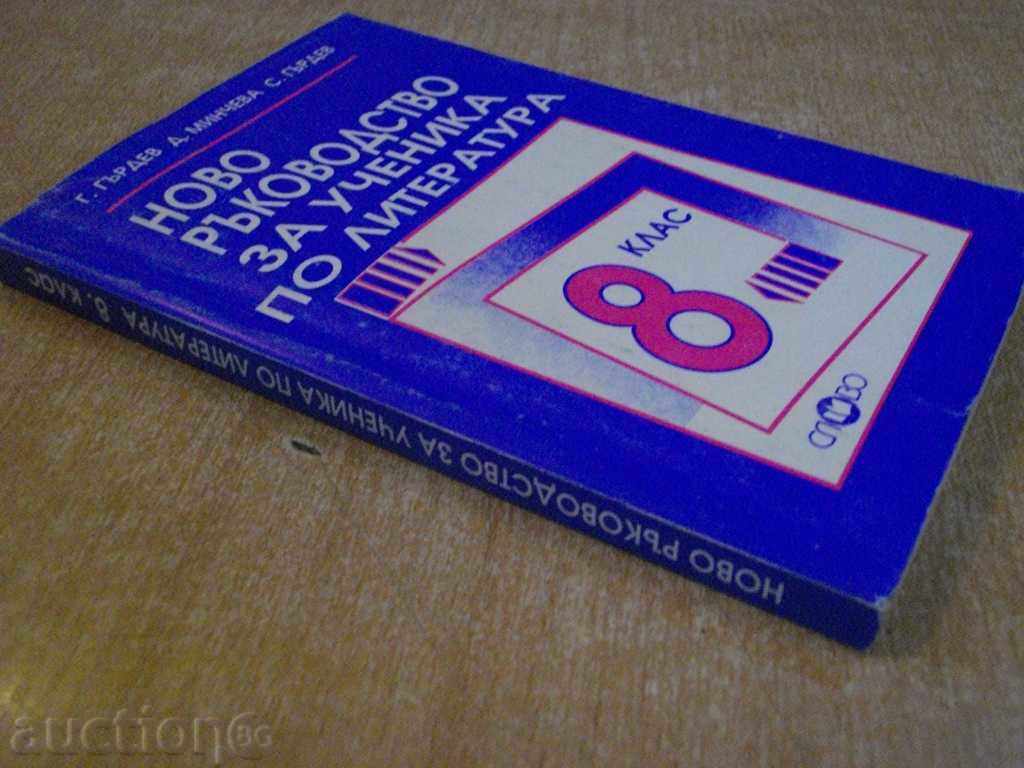 Г. ГЪРДЕВ Д. МИНЧЕВА С. ГЪРДЕВ
НОВО
РЪКОВОДСТВО
ЗА УЧЕНИКА
ПО ЛИТЕРАТУРА
8 КЛАС
СЛОВО
НОВО РЪКОВОДСТВО ЗА УЧЕНИКА ПО ЛИТЕРАТУРА 8. КЛАС
auction.bg